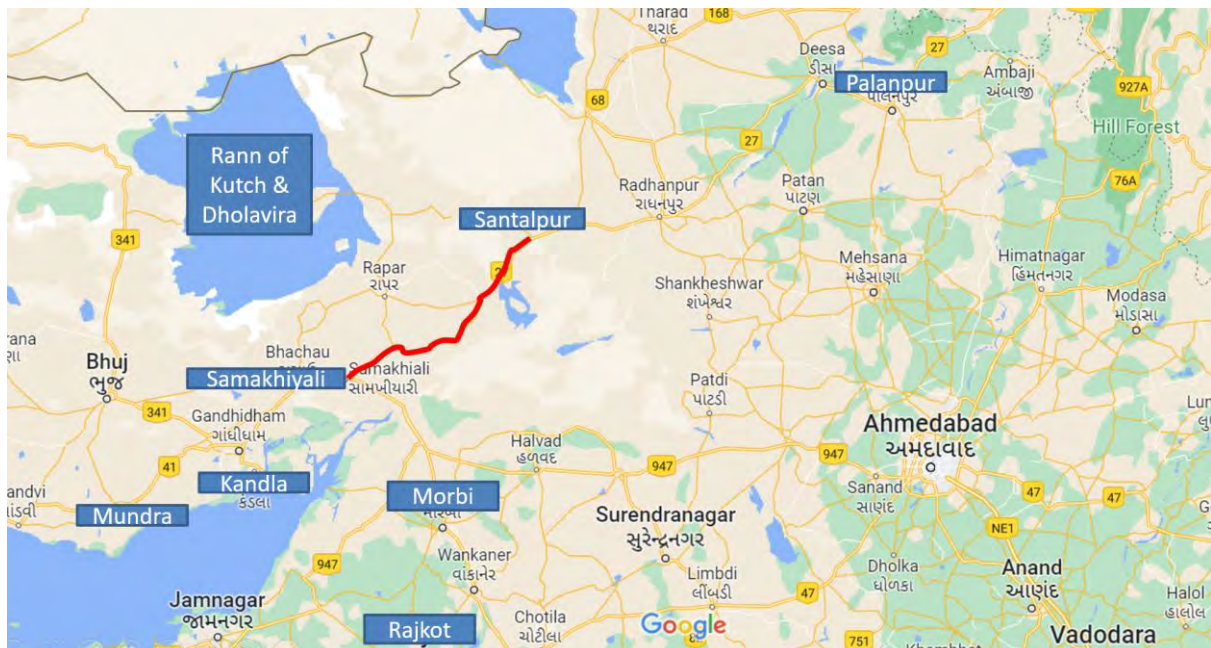 Tharad
થરાદ
168
27
Deesa
ડીસા
Palanpur
પાલનપુર
Ambaji
અંબાજી
927A
Hill Forest
68
27
76A
Rann of
Kutch &
Dholavira
Radhanpur
રાધનપુર
Patan
પાટણ
Santalpur
341
Rapar
રાપર
Mehsana
મહેસાણા
Himatnagar
હિંમતનગર
Shankheshwar
શંખેશ્વર
Modasa
મોડાસા
Bhuj
ભુજ
Bhachau
Samakhiyali
Samakhiali
સામખીયારી
Patdi
પાટડી
341
Gandhidham
ગાંધીધામ
Ahmedabad
અમદાવાદ
Halvad
હળવદ
947
947
41
Kandla
કંડલા
Morbi
Sanand
સાણંદ
47
47
Mundra
Surendranagar
સુરેન્દ્રનગર
NE1
Wankaner
વાંકાનેર
947
Dholka
ધોળકા
Anand
આણંદ
Limbdi
લીંબડી
47
Halol
હાલોલ
Jamnagar
જામનગર
Rajkot
Chotila
ચોટીલા
Google
751
Vadodara